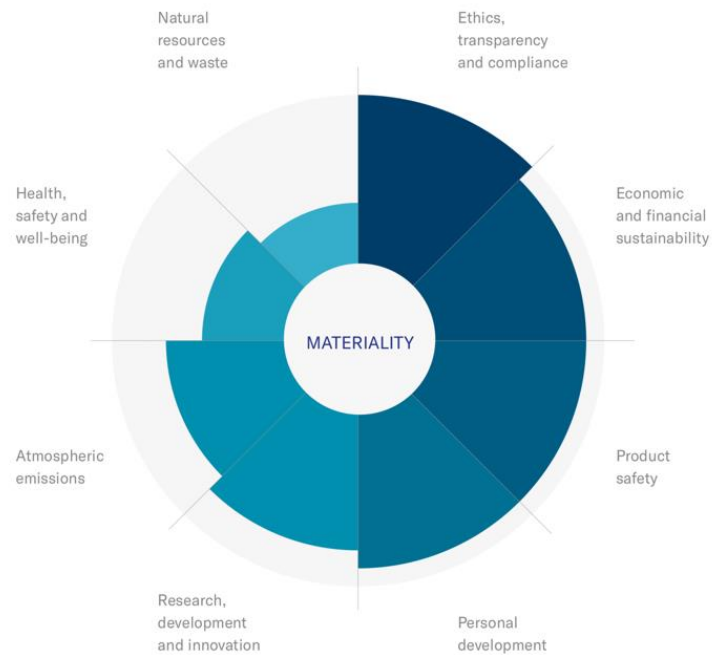 Natural
resources
and waste
Ethics,
transparency
and compliance
Health,
safety and
well-being
Economic
and financial
sustainability
MATERIALITY
Atmospheric
emissions
Product
safety
Research,
development
and innovation
Personal
development